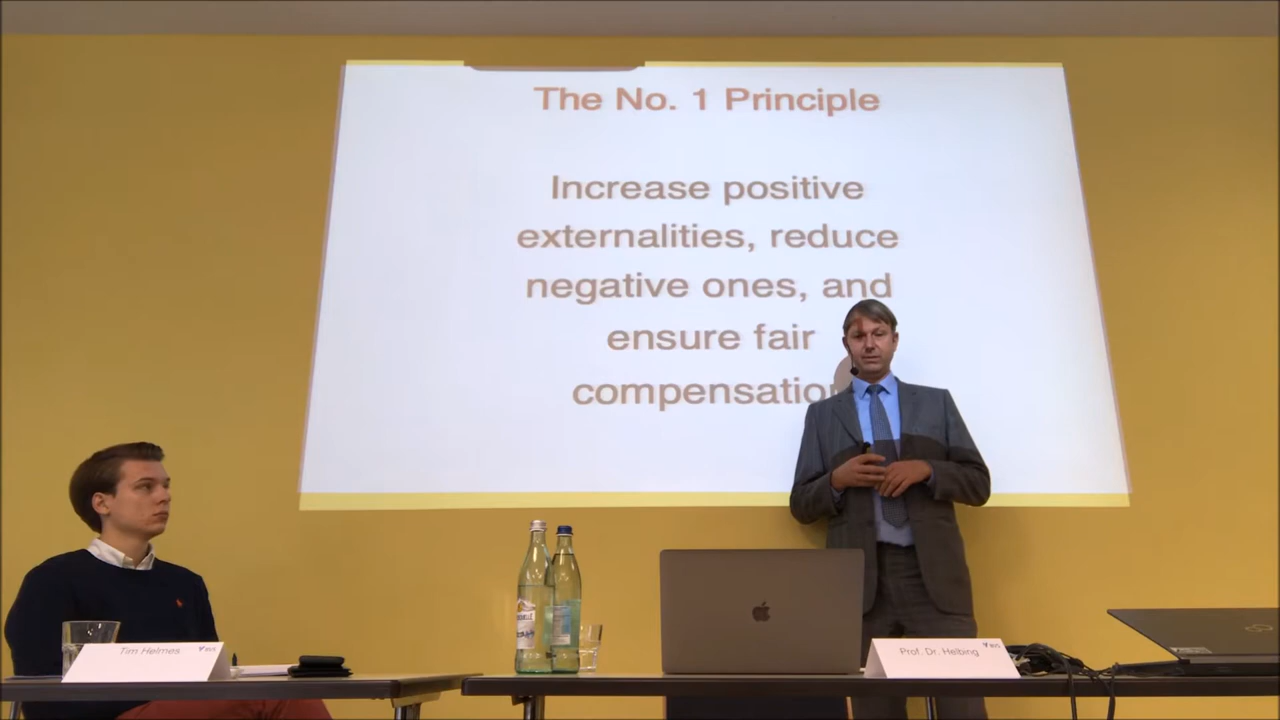 The No. 1 Principle
Increase positive
externalities, reduce
negative ones, and
ensure fair
compensation
Tim Helmes
Prof. Dr. Helbing